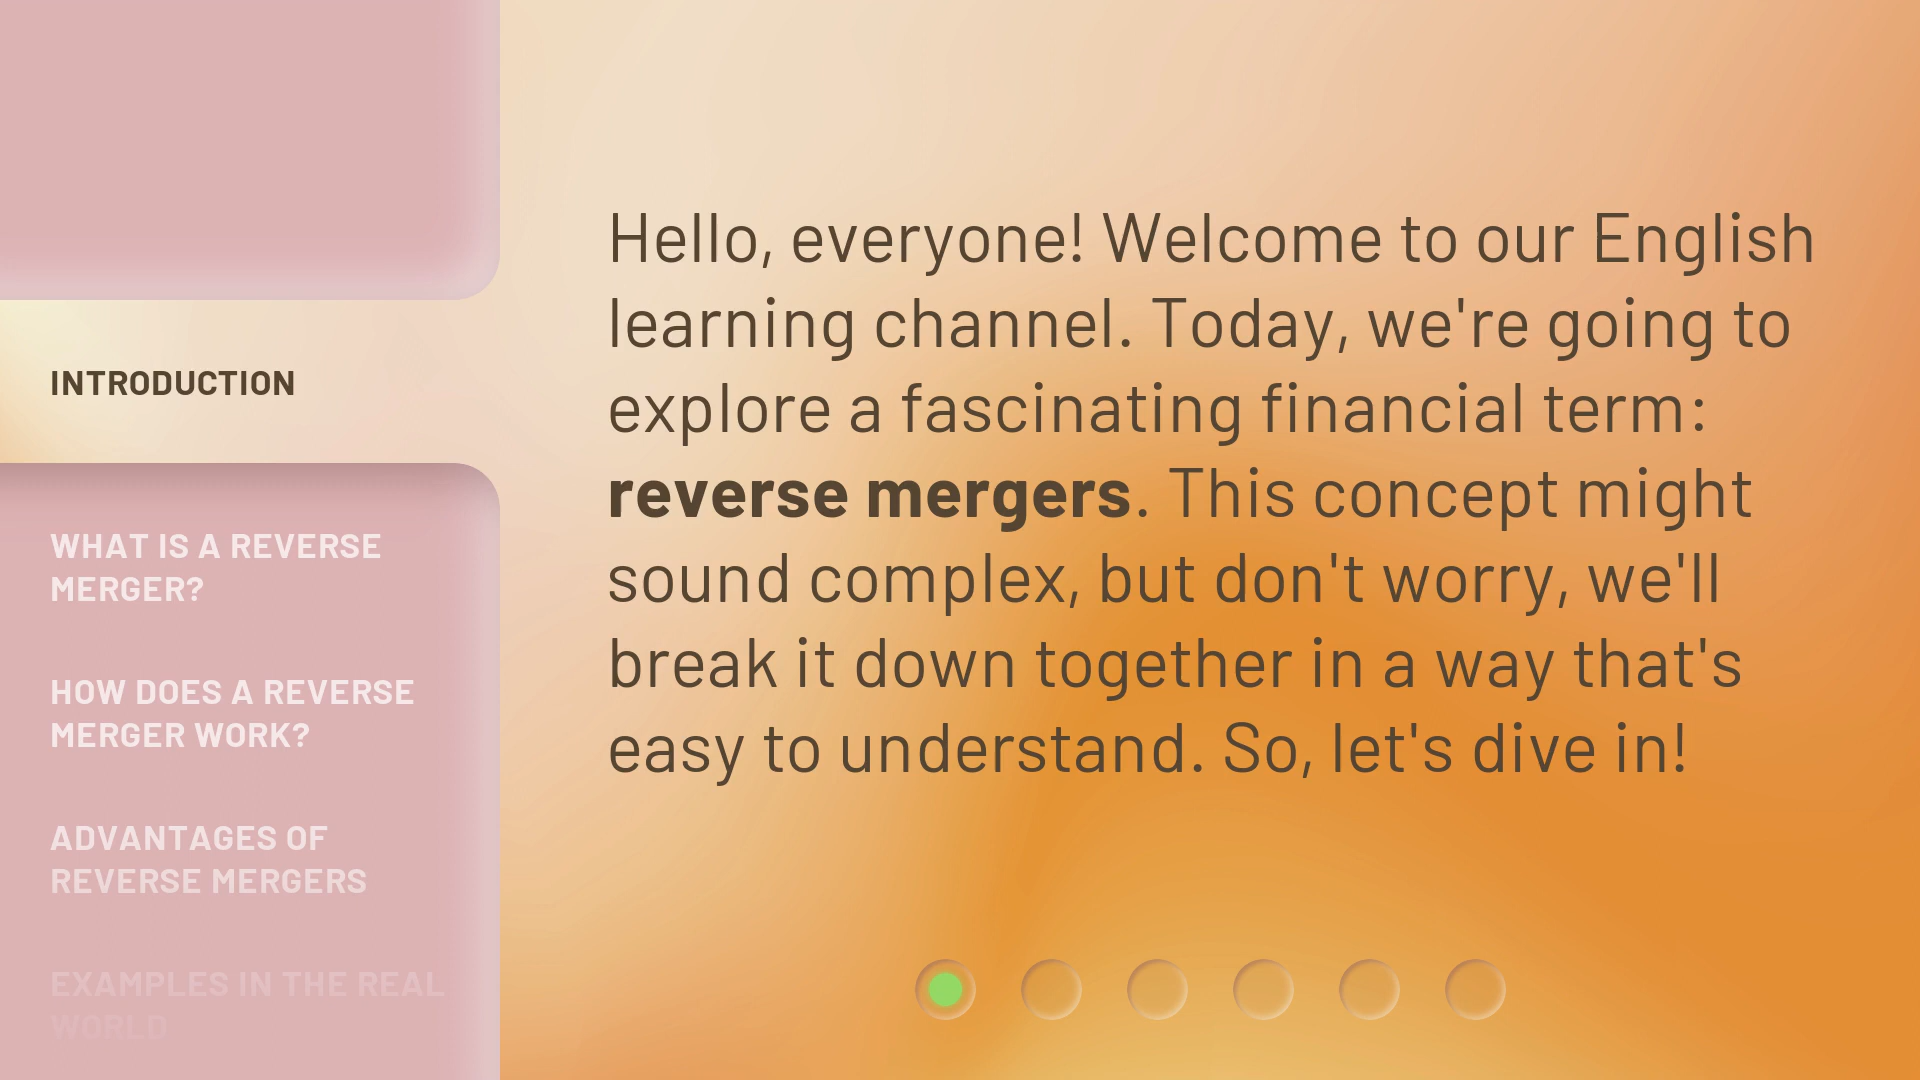 INTRODUCTION
WHAT IS A REVERSE
MERGER?
HOW DOES A REVERSE
MERGER WORK?
ADVANTAGES OF
REVERSE MERGERS
EXAMPLES IN THE REAL
WORLD
Hello, everyone! Welcome to our English
learning channel. Today, we're going to
explore a fascinating financial term:
reverse mergers. This concept might
sound complex, but don't worry, we'll
break it down together in a way that's
easy to understand. So, let's dive in!